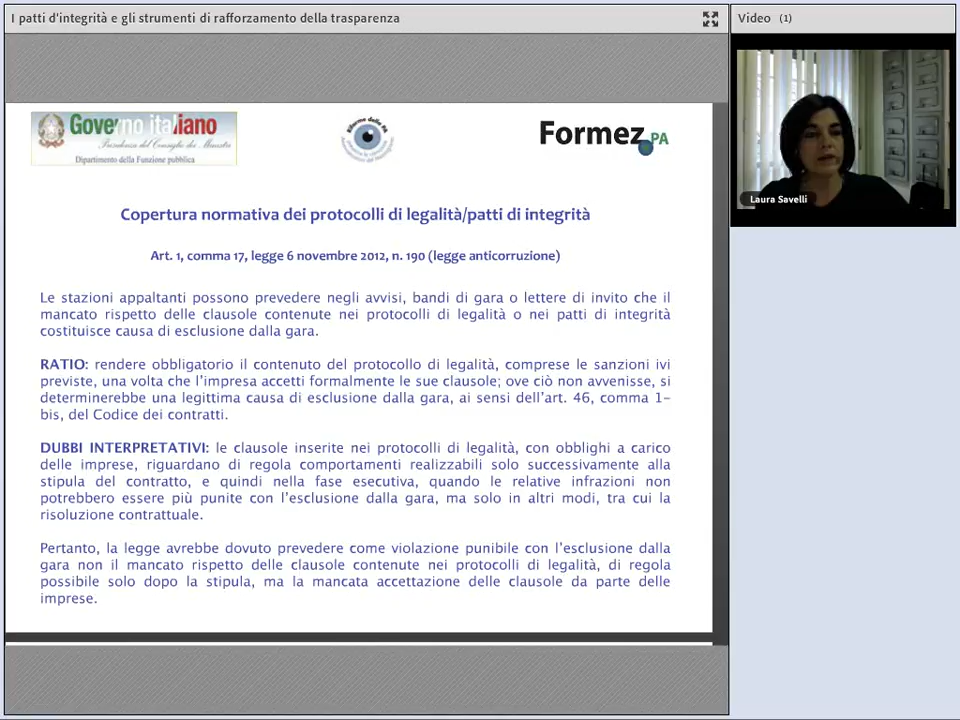 I patti d'integrità e gli strumenti di rafforzamento della trasparenza
Video (1)
Governo italiano
Presidenza del Consiglio dei Ministri
Dipartimento della Funzione pubblica
Formez PA
Laura Savelli
Copertura normativa dei protocolli di legalità/patti di integrità
Art. 1, comma 17, legge 6 novembre 2012, n. 190 (legge anticorruzione)
Le stazioni appaltanti possono prevedere negli avvisi, bandi di gara o lettere di invito che il
mancato rispetto delle clausole contenute nei protocolli di legalità o nei patti di integrità
costituisce causa di esclusione dalla gara.
RATIO: rendere obbligatorio il contenuto del protocollo di legalità, comprese le sanzioni ivi
previste, una volta che l'impresa accetti formalmente le sue clausole; ove ciò non avvenisse, si
determinerebbe una legittima causa di esclusione dalla gara, ai sensi dell'art. 46, comma 1-
bis, del Codice dei contratti.
DUBBI INTERPRETATIVI: le clausole inserite nei protocolli di legalità, con obblighi a carico
delle imprese, riguardano di regola comportamenti realizzabili solo successivamente alla
stipula del contratto, e quindi nella fase esecutiva, quando le relative infrazioni non
potrebbero essere più punite con l'esclusione dalla gara, ma solo in altri modi, tra cui la
risoluzione contrattuale.
Pertanto, la legge avrebbe dovuto prevedere come violazione punibile con l'esclusione dalla
gara non il mancato rispetto delle clausole contenute nei protocolli di legalità, di regola
possibile solo dopo la stipula, ma la mancata accettazione delle clausole da parte delle
imprese.